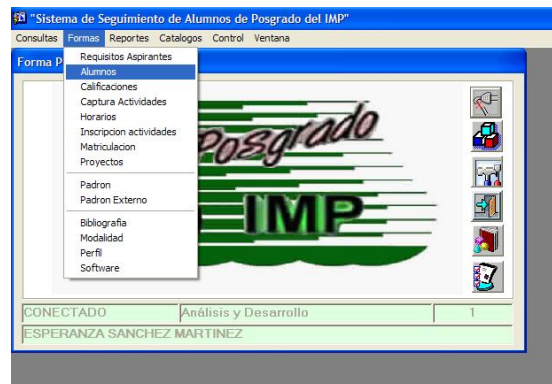 "Sistema de Seguimiento de Alumnos de Posgrado del IMP"
Consultas Formas Reportes Catalogos Control Ventana
Forma P
Requisitos Aspirantes
Alumnos
Calificaciones
Captura Actividades
Horarios
Inscripcion actividades
Matriculacion
Proyectos
Padron
Padron Externo
Bibliografia
Modalidad
Perfil
Software
Posgrado
IMP
CONECTADO Análisis y Desarrollo 1
ESPERANZA SANCHEZ MARTINEZ